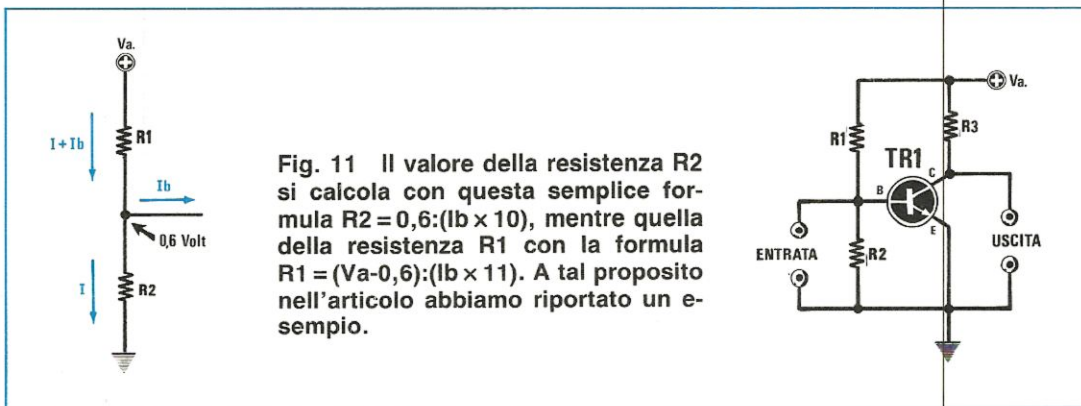 Va.
I + Ib
R1
Ib
0,6 Volt
I
R2
Fig. 11 Il valore della resistenza R2
si calcola con questa semplice for-
mula R2 = 0,6:(Ib x 10), mentre quella
della resistenza R1 con la formula
R1 = (Va-0,6):(Ib x 11). A tal proposito
nell'articolo abbiamo riportato un e-
sempio.
Va.
R1
R3
TR1
C
B
E
ENTRATA
R2
USCITA